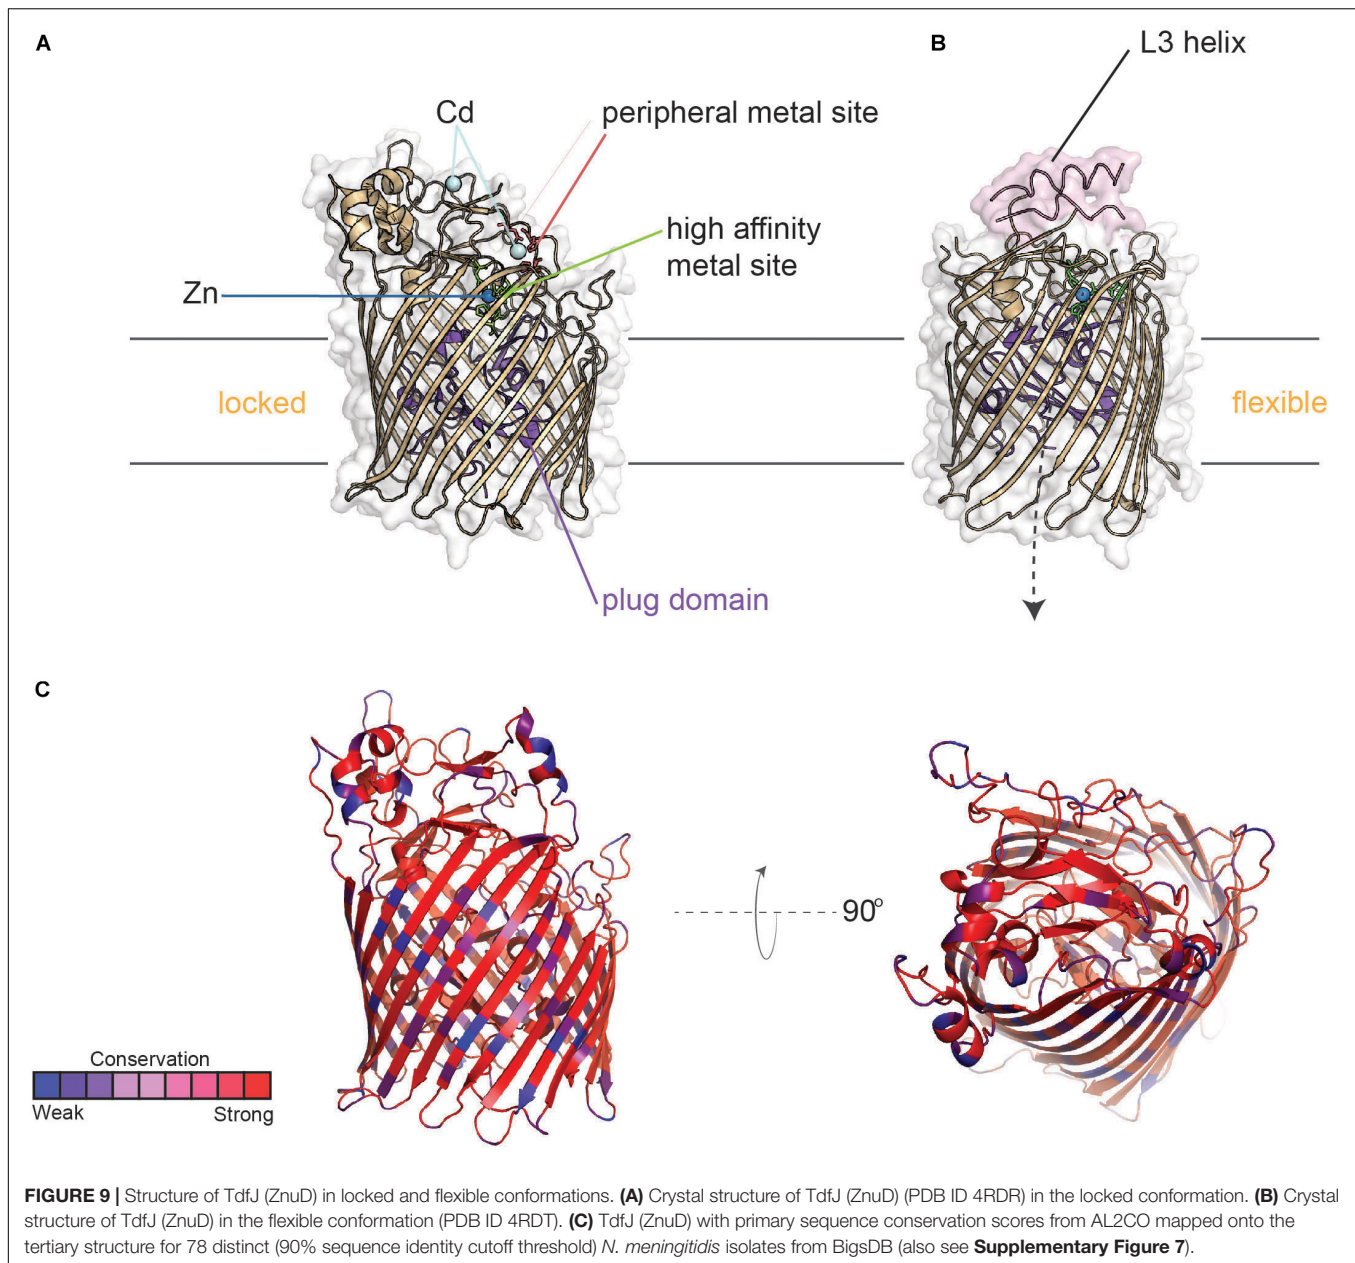 A
B
L3 helix
Cd
peripheral metal site
high affinity
metal site
Zn
locked
flexible
plug domain
C
90°
Conservation
Weak
Strong
FIGURE 9 | Structure of TdfJ (ZnuD) in locked and flexible conformations. (A) Crystal structure of TdfJ (ZnuD) (PDB ID 4RDR) in the locked conformation. (B) Crystal
structure of TdfJ (ZnuD) in the flexible conformation (PDB ID 4RDT). (C) TdfJ (ZnuD) with primary sequence conservation scores from AL2CO mapped onto the
tertiary structure for 78 distinct (90% sequence identity cutoff threshold) N. meningitidis isolates from BigsDB (also see Supplementary Figure 7).